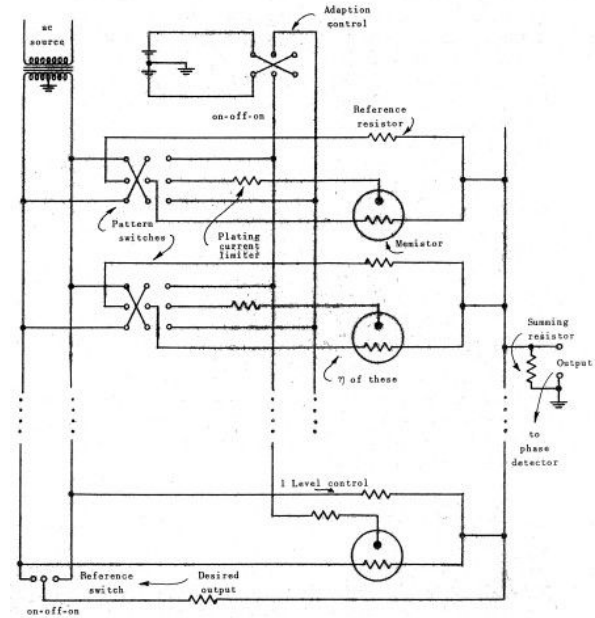 ac
source
Adaption
control
on-off-on
Reference
resistor
Pattern
switches
Plating
current
limiter
Memistor
η of these
Summing
resistor
Output
to
phase
detector
1 Level control
Reference
switch
Desired
output
on-off-on